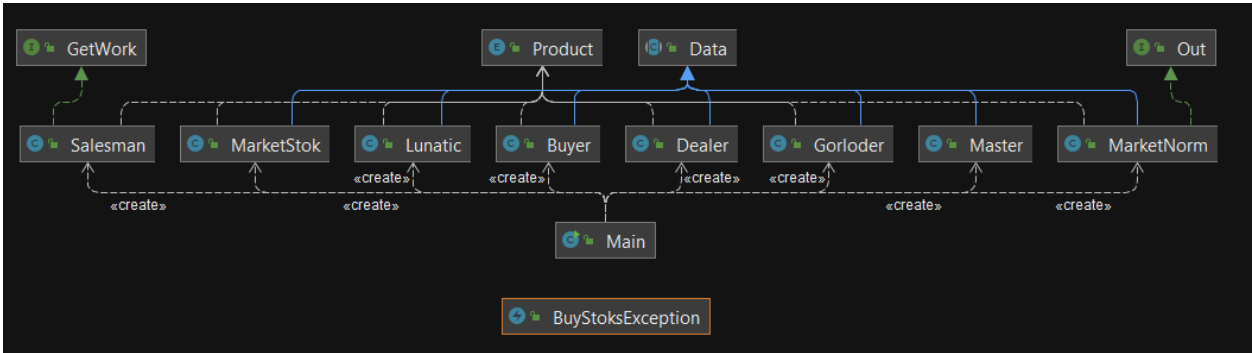 GetWork
Product
Data
Out
Salesman
MarketStok
Lunatic
Buyer
Dealer
Gorloder
Master
MarketNorm
«create»
«create»
«create»
«create»
«create»
«create»
«create»
«create»
Main
BuyStoksException